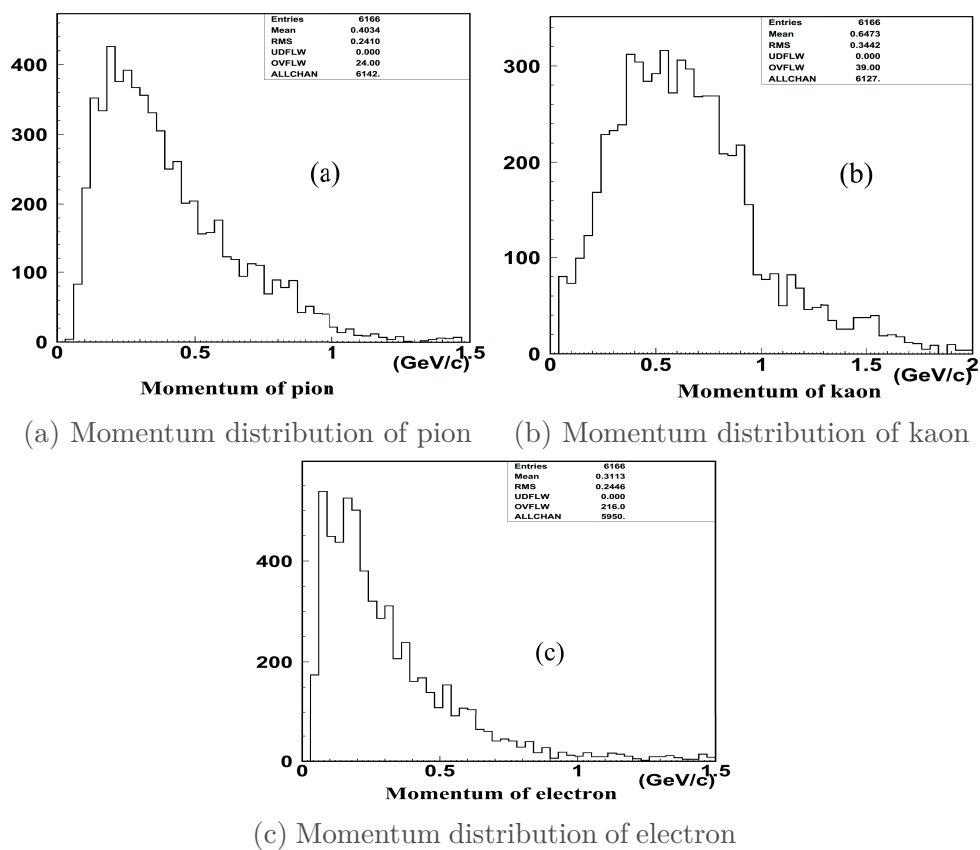 Entries 6166
Mean 0.4034
RMS 0.2410
UDFLW 0.000
OVFLW 24.00
ALLCHAN 6142.
400
300
200
100
0
(a)
0 0.5 1 1.5
(GeV/c)
Momentum of pion
Entries 6166
Mean 0.6473
RMS 0.3442
UDFLW 0.000
OVFLW 39.00
ALLCHAN 6127.
300
200
100
0
(b)
0 0.5 1 1.5 2
(GeV/c)
Momentum of kaon
(a) Momentum distribution of pion
(b) Momentum distribution of kaon
Entries 6166
Mean 0.3113
RMS 0.2446
UDFLW 0.000
OVFLW 216.0
ALLCHAN 5950.
400
200
0
(c)
0 0.5 1 1.5
(GeV/c)
Momentum of electron
(c) Momentum distribution of electron